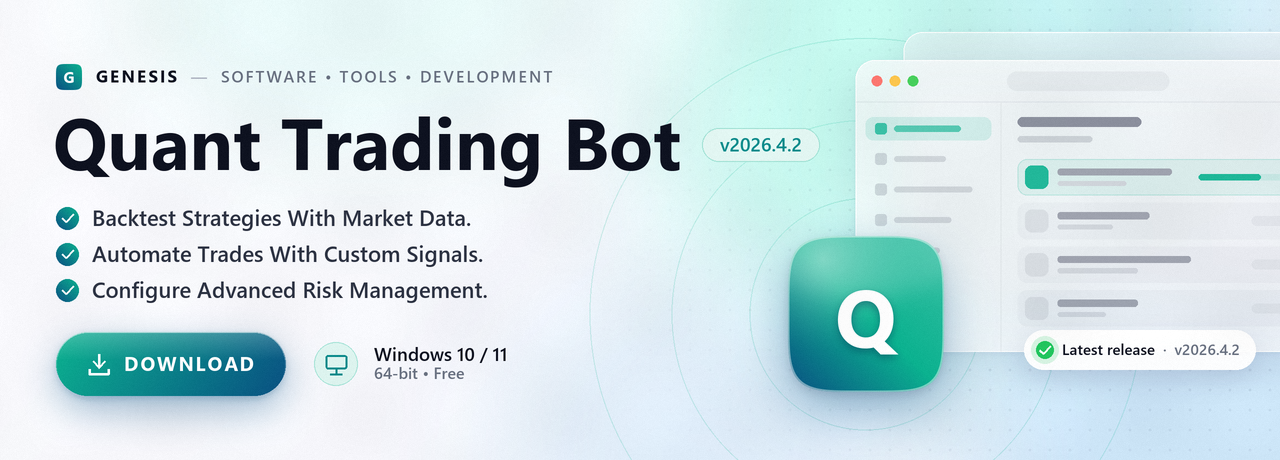 G GENESIS — SOFTWARE • TOOLS • DEVELOPMENT
Quant Trading Bot v2026.4.2
Backtest Strategies With Market Data.
Automate Trades With Custom Signals.
Configure Advanced Risk Management.
DOWNLOAD
Windows 10 / 11
64-bit • Free
Q
Latest release · v2026.4.2